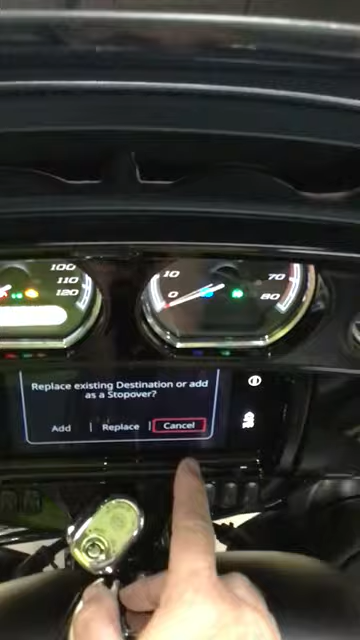 100
110
120
10
0
70
80
Replace existing Destination or add
as a Stopover?
Add | Replace | Cancel